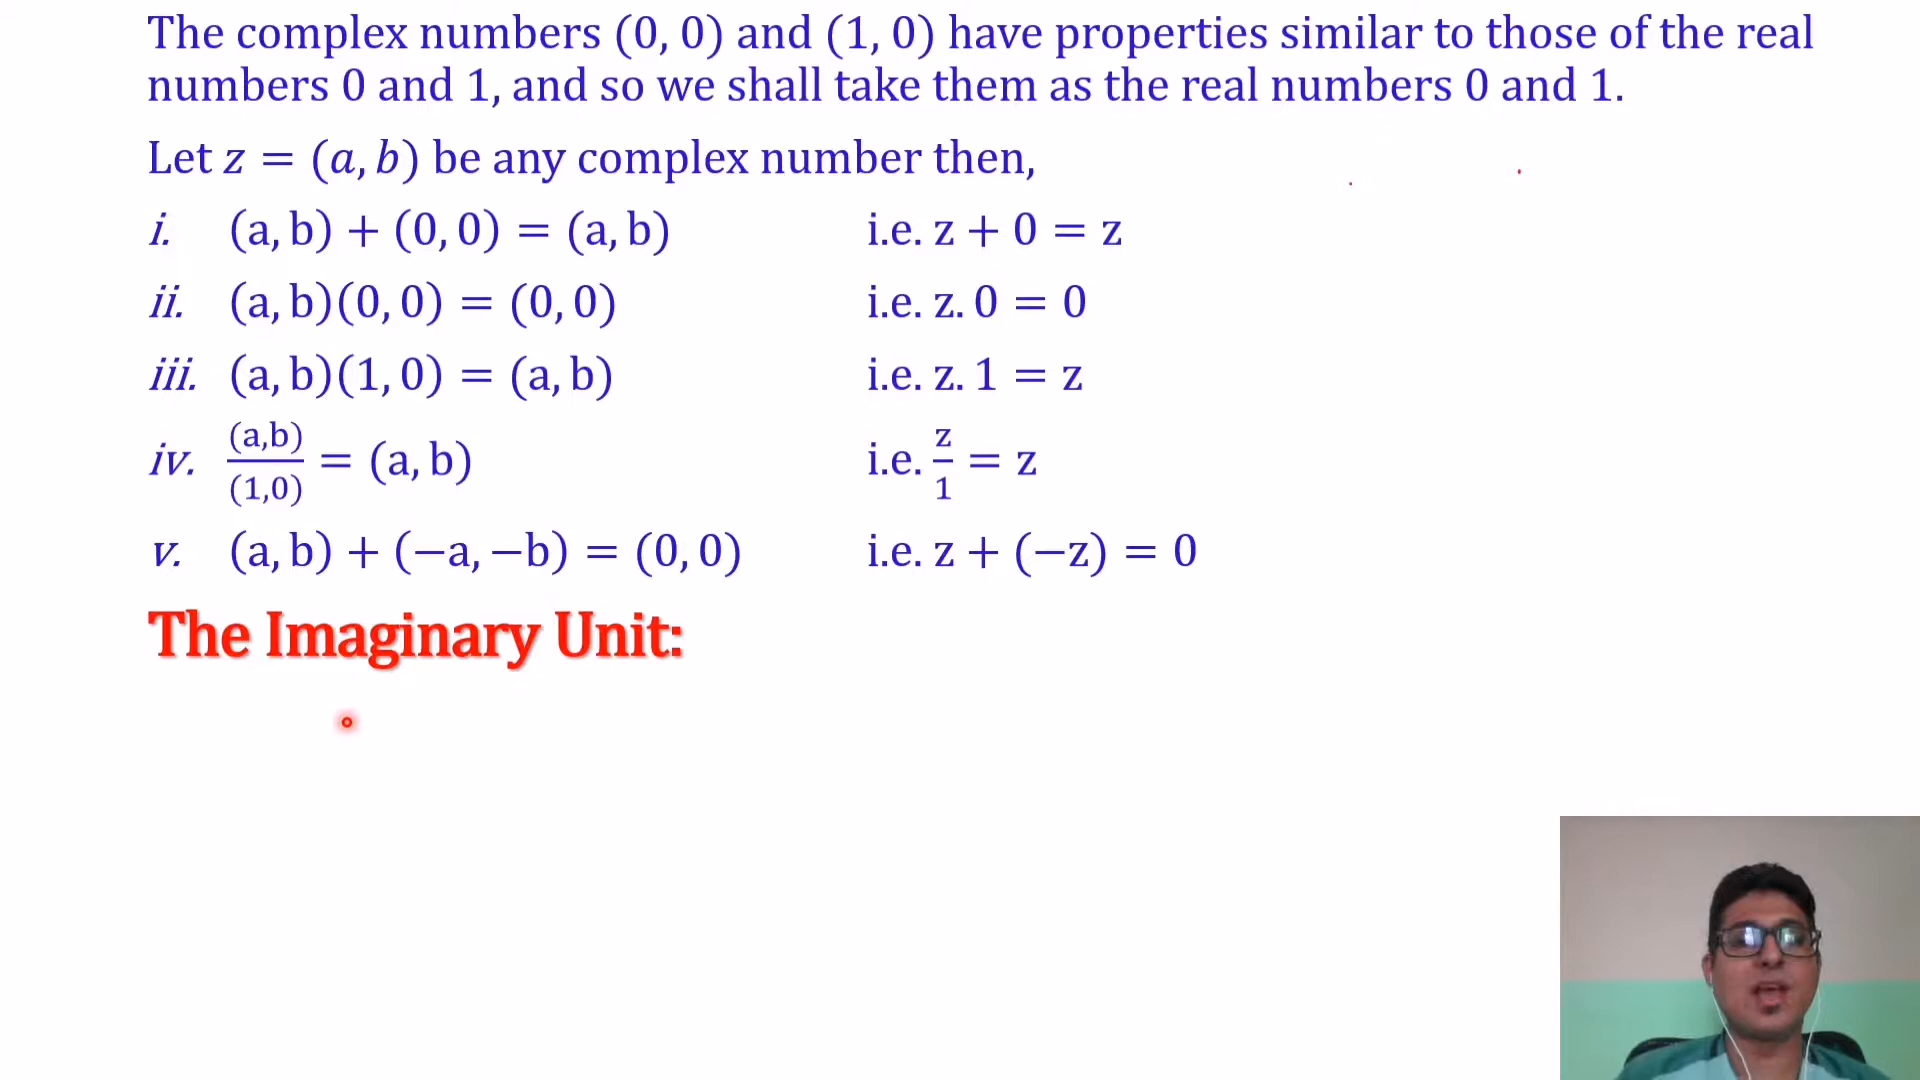 The complex numbers (0, 0) and (1, 0) have properties similar to those of the real
numbers 0 and 1, and so we shall take them as the real numbers 0 and 1.
Let z = (a, b) be any complex number then,
i. (a, b) + (0, 0) = (a, b) i.e. z + 0 = z
ii. (a, b)(0, 0) = (0, 0) i.e. z. 0 = 0
iii. (a, b)(1, 0) = (a, b) i.e. z. 1 = z
iv. (a,b)/(1,0) = (a, b) i.e. z/1 = z
v. (a, b) + (−a, −b) = (0, 0) i.e. z + (−z) = 0
The Imaginary Unit: